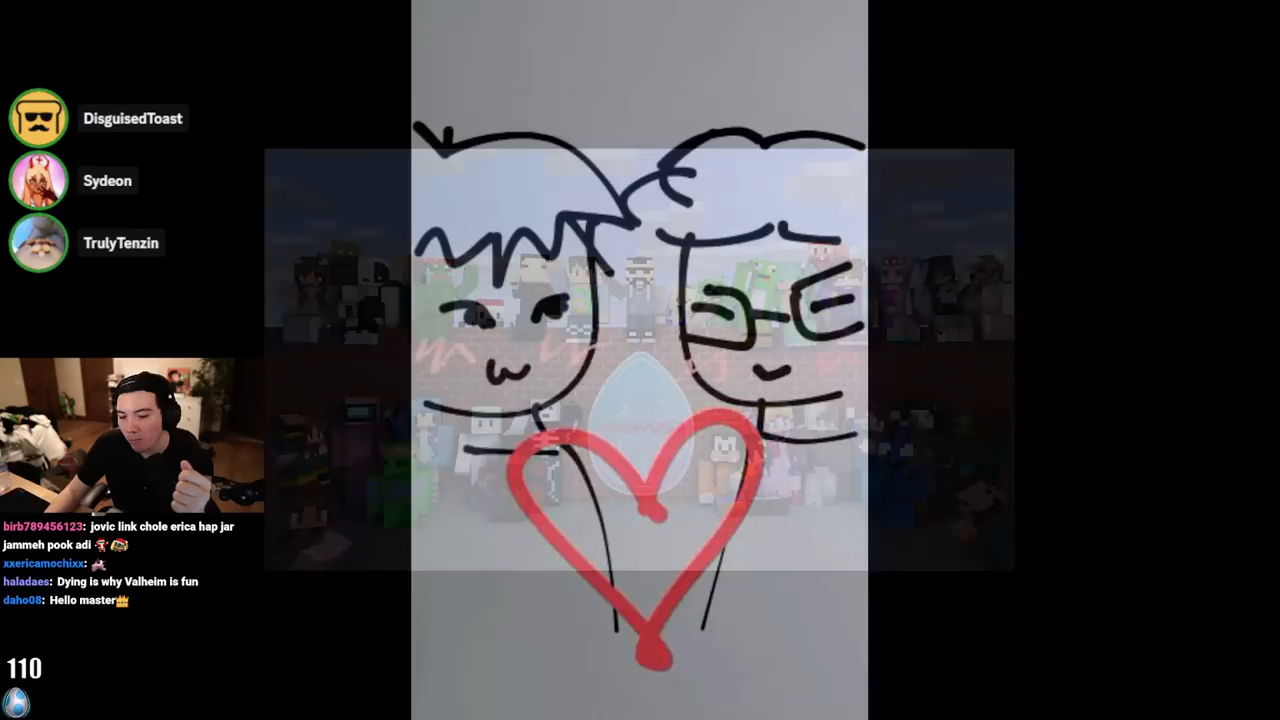 DisguisedToast
Sydeon
TrulyTenzin
birb789456123: jovic link chole erica hap jar
jammeh pook adi
xxericamochixx:
haladaes: Dying is why Valheim is fun
daho08: Hello master
110